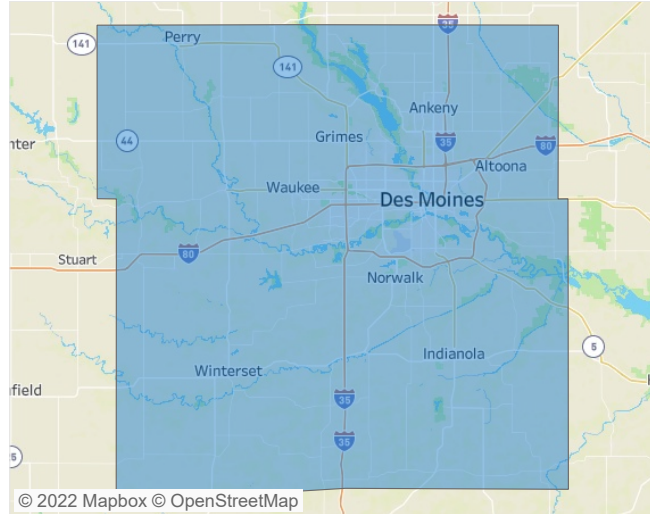 35
Perry
141
141
Ankeny
Grimes
44
35
80
nter
Altoona
Waukee
Des Moines
Stuart
80
Norwalk
5
Indianola
Winterset
field
35
35
5
© 2022 Mapbox © OpenStreetMap